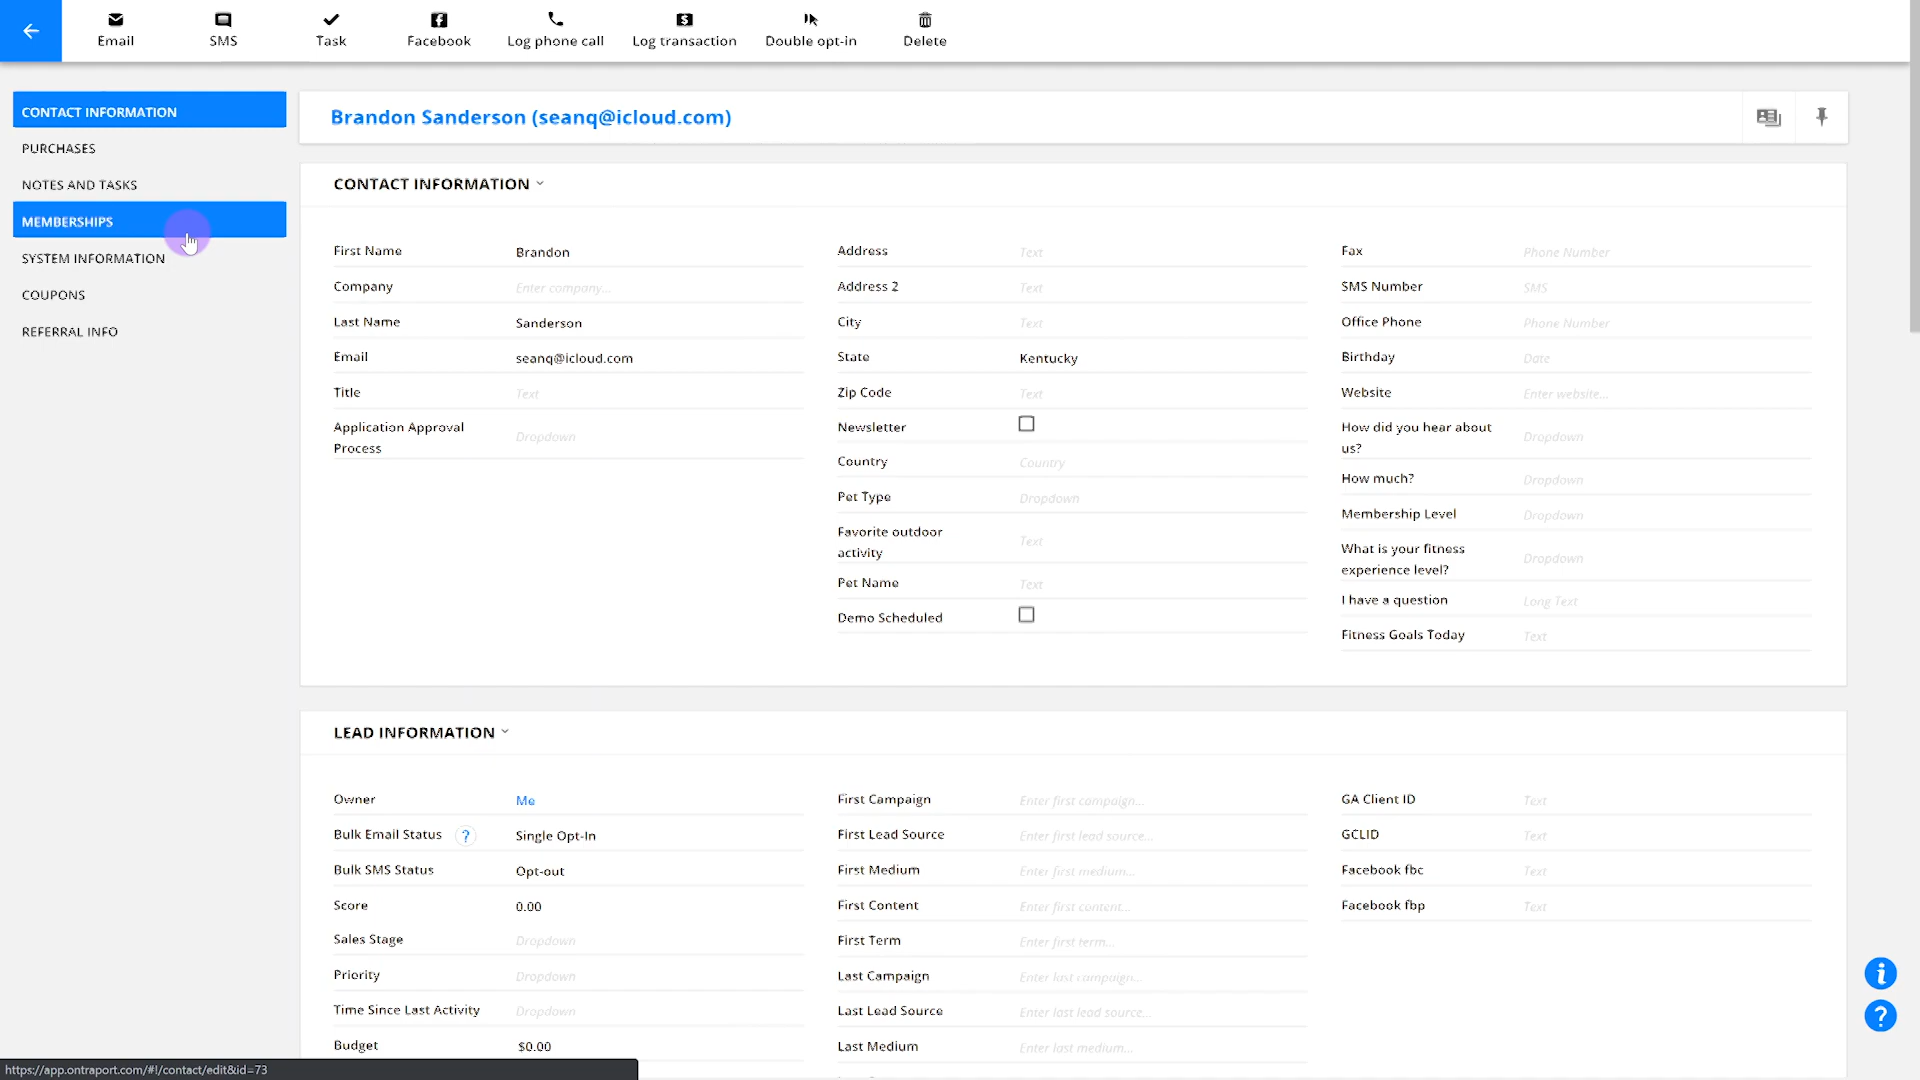 Email
SMS
Task
Facebook
Log phone call
Log transaction
Double opt-in
Delete
CONTACT INFORMATION
PURCHASES
NOTES AND TASKS
MEMBERSHIPS
SYSTEM INFORMATION
COUPONS
REFERRAL INFO
Brandon Sanderson (seanq@icloud.com)
CONTACT INFORMATION
First Name Brandon
Company Enter company...
Last Name Sanderson
Email seanq@icloud.com
Title Text
Application Approval
Process Dropdown
Address Text
Address 2 Text
City Text
State Kentucky
Zip Code Text
Newsletter
Country Country
Pet Type Dropdown
Favorite outdoor
activity Text
Pet Name Text
Demo Scheduled
Fax Phone Number
SMS Number SMS
Office Phone Phone Number
Birthday Date
Website Enter website...
How did you hear about
us? Dropdown
How much? Dropdown
Membership Level Dropdown
What is your fitness
experience level? Dropdown
I have a question Long Text
Fitness Goals Today Text
LEAD INFORMATION
Owner Me
Bulk Email Status ? Single Opt-In
Bulk SMS Status Opt-out
Score 0.00
Sales Stage Dropdown
Priority Dropdown
Time Since Last Activity Dropdown
Budget $0.00
First Campaign Enter first campaign...
First Lead Source Enter first lead source...
First Medium Enter first medium...
First Content Enter first content...
First Term Enter first term...
Last Campaign Enter last campaign...
Last Lead Source Enter last lead source...
Last Medium Enter last medium...
GA Client ID Text
GCLID Text
Facebook fbc Text
Facebook fbp Text
i
?
https://app.ontraport.com/#!/contact/edit&id=73